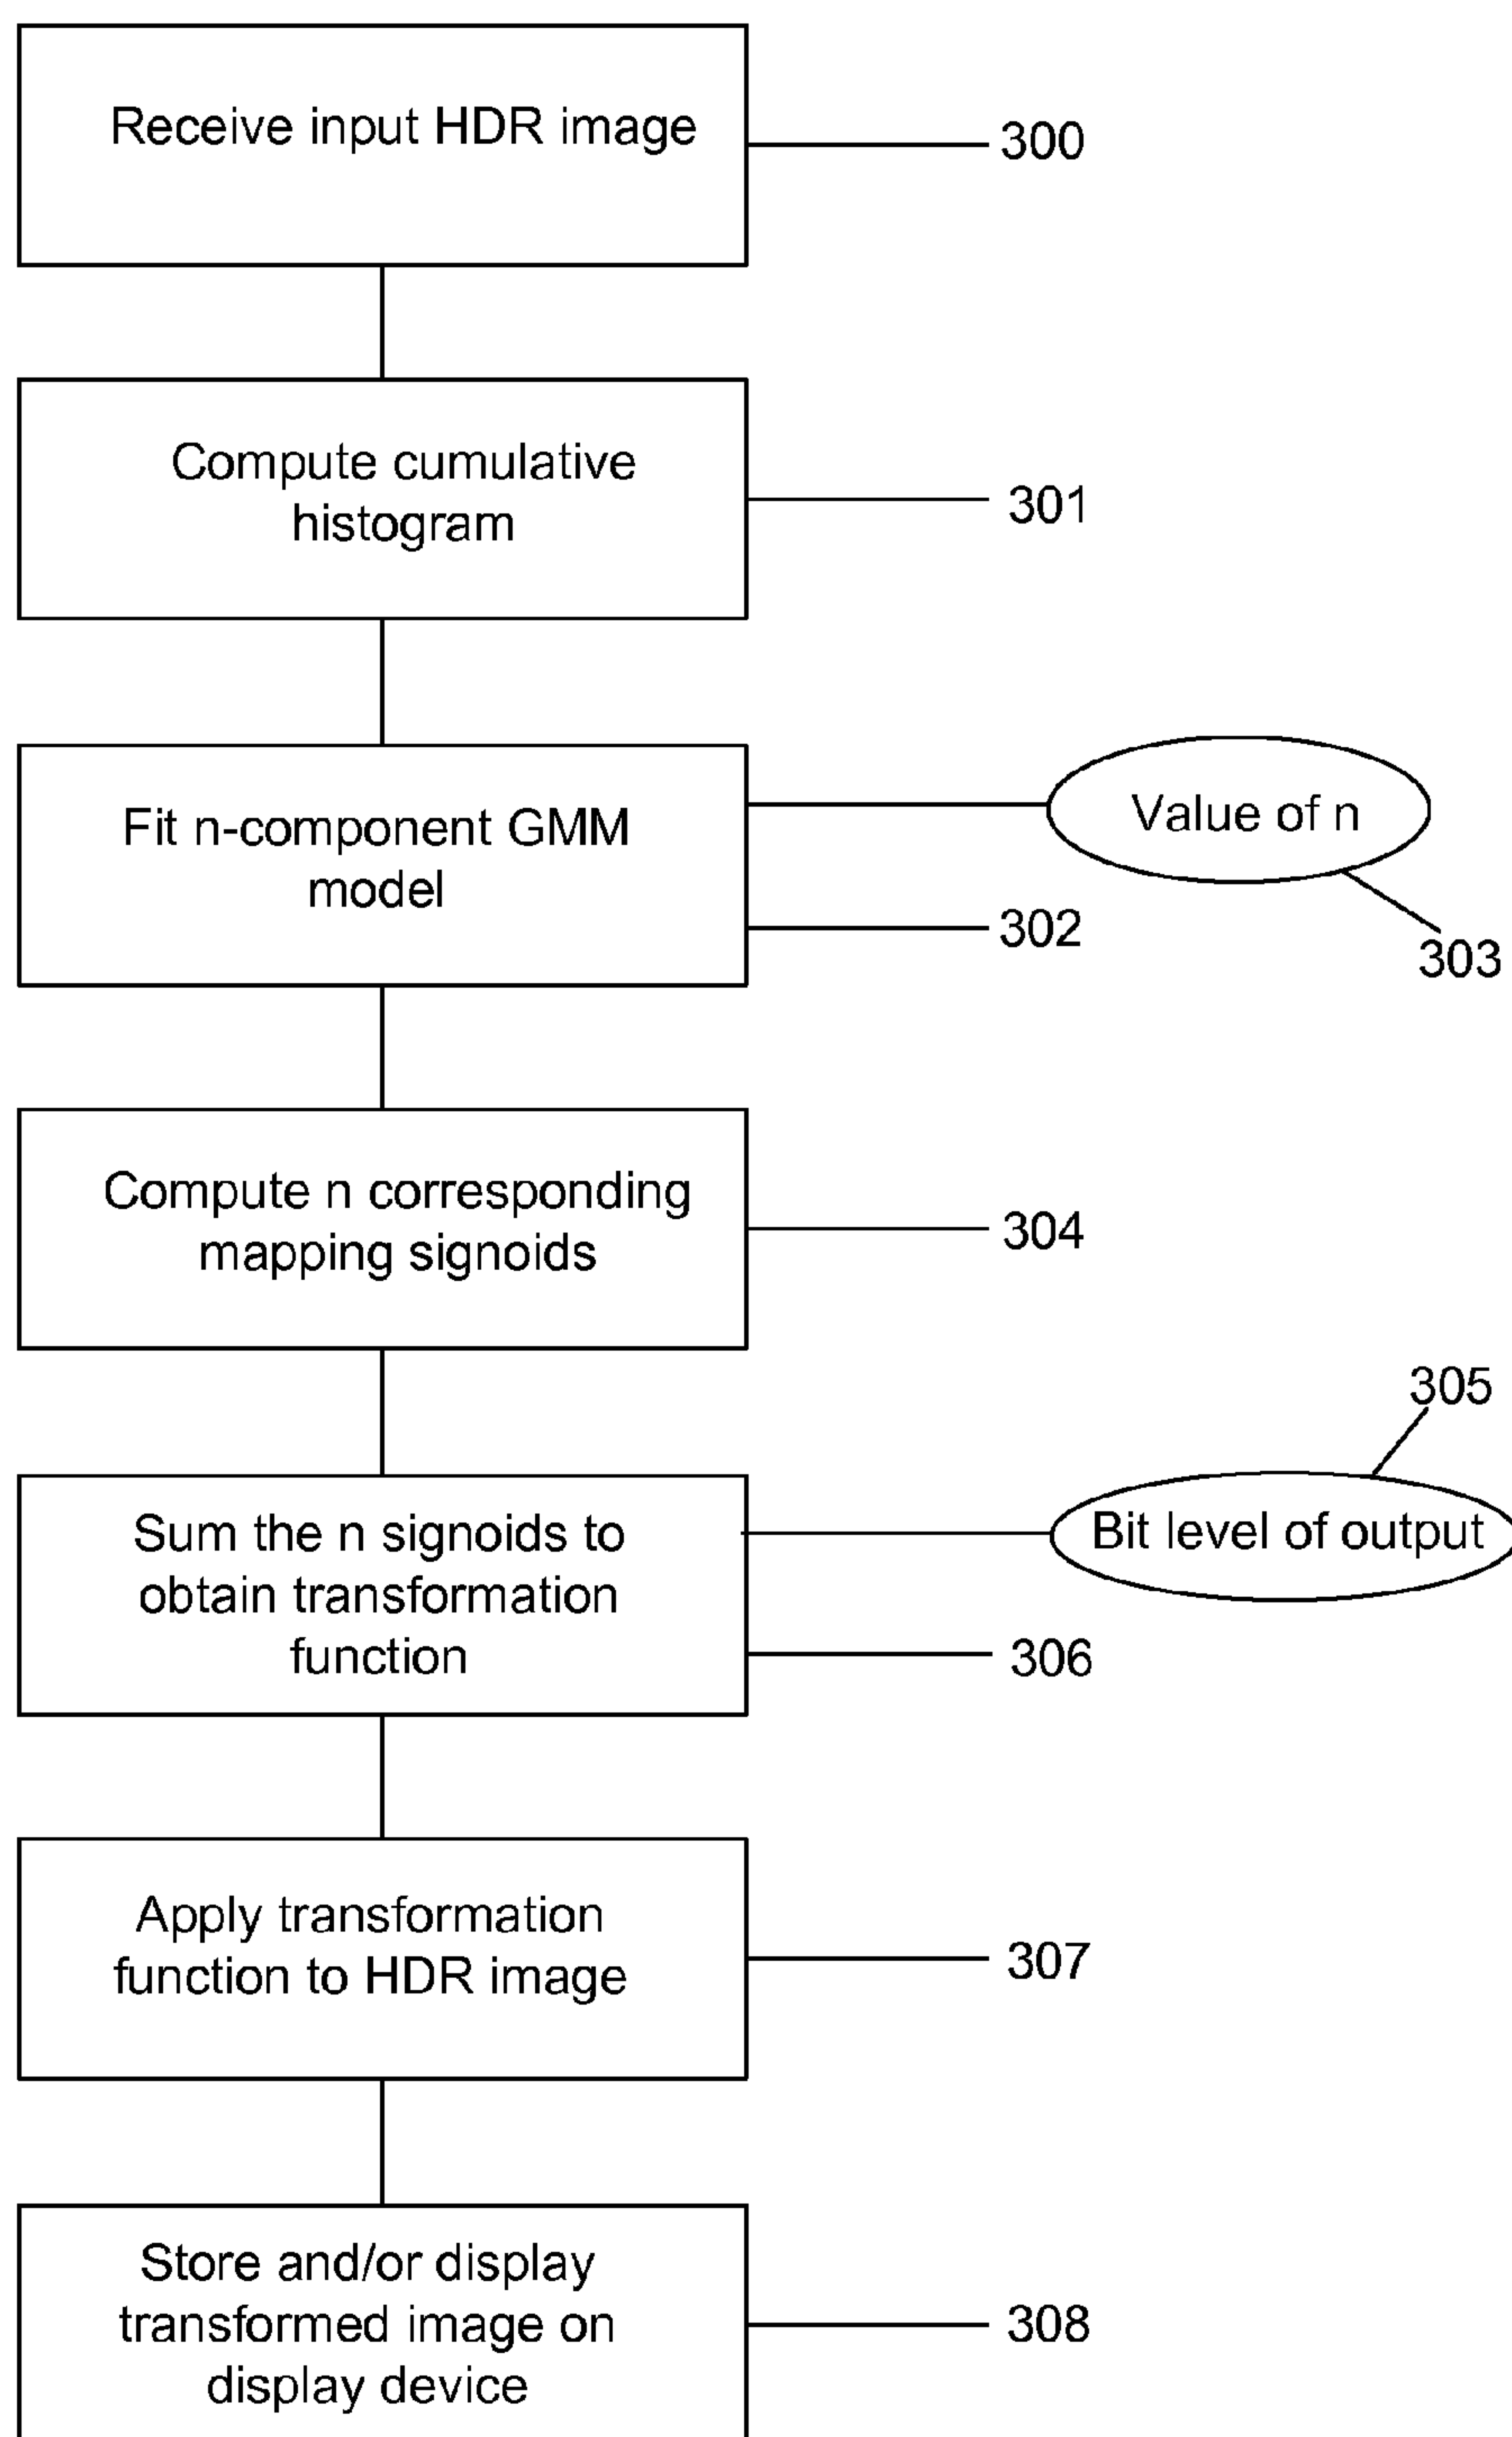 Receive input HDR image
300
Compute cumulative
histogram
301
Fit n-component GMM
model
Value of n
302
303
Compute n corresponding
mapping signoids
304
305
Sum the n signoids to
obtain transformation
function
Bit level of output
306
Apply transformation
function to HDR image
307
Store and/or display
transformed image on
display device
308